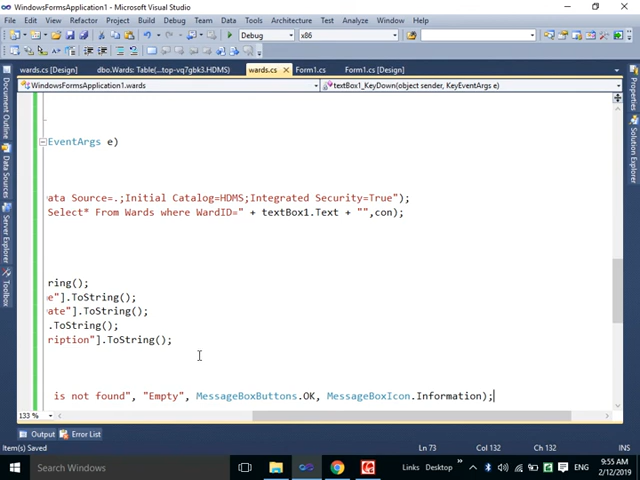 WindowsFormsApplication1 - Microsoft Visual Studio
File Edit View Refactor Project Build Debug Team Data Tools Architecture Test Analyze Window Help
Debug x86
wards.cs [Design] dbo.Wards: Table(...top-vq7gbk3.HDMS) wards.cs Form1.cs Form1.cs [Design]
WindowsFormsApplication1.wards textBox1_KeyDown(object sender, KeyEventArgs e)
EventArgs e)
ata Source=.;Initial Catalog=HDMS;Integrated Security=True");
Select* From Wards where WardID=" + textBox1.Text + "",con);
ring();
e"].ToString();
ate"].ToString();
.ToString();
ription"].ToString();
is not found", "Empty", MessageBoxButtons.OK, MessageBoxIcon.Information);
133 %
Output Error List
Item(s) Saved Ln 73 Col 132 Ch 132
Document Outline
Data Sources
Server Explorer
Toolbox
Properties
Solution Explorer
Search Windows
Links Desktop ENG 9:55 AM
2/12/2019